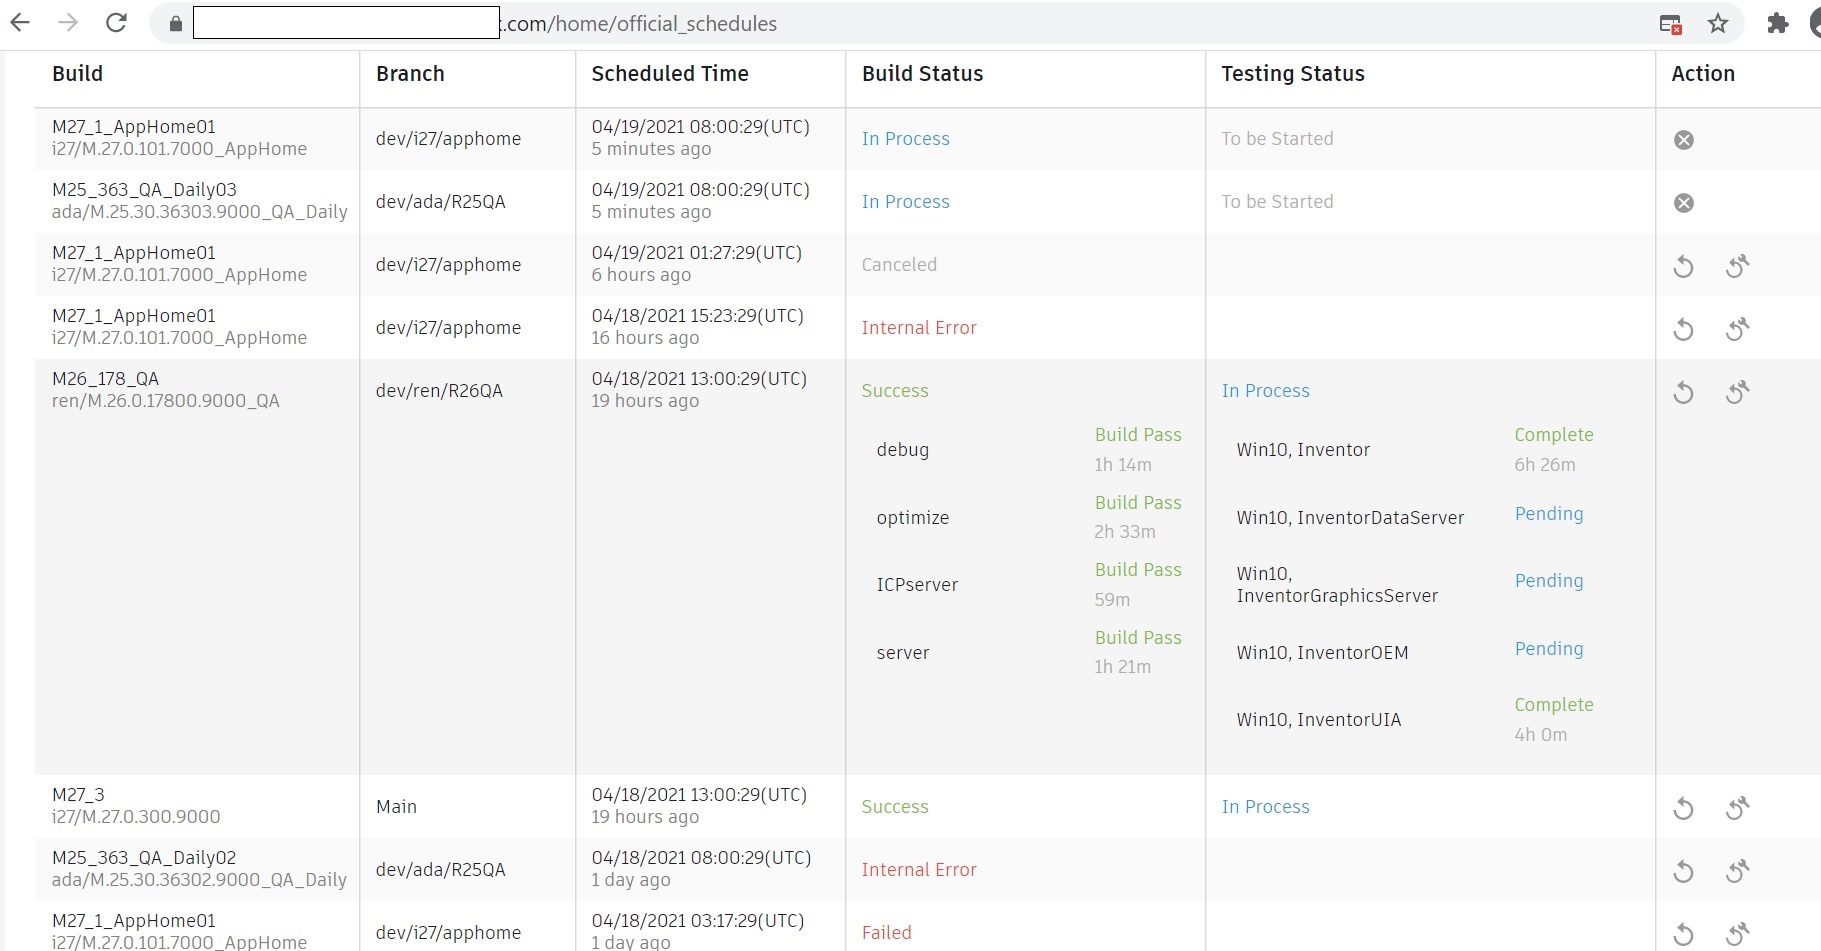 .com/home/official_schedules
Build Branch Scheduled Time Build Status Testing Status Action
M27_1_AppHome01
i27/M.27.0.101.7000_AppHome
dev/i27/apphome
04/19/2021 08:00:29(UTC)
5 minutes ago
In Process
To be Started
M25_363_QA_Daily03
ada/M.25.30.36303.9000_QA_Daily
dev/ada/R25QA
04/19/2021 08:00:29(UTC)
5 minutes ago
In Process
To be Started
M27_1_AppHome01
i27/M.27.0.101.7000_AppHome
dev/i27/apphome
04/19/2021 01:27:29(UTC)
6 hours ago
Canceled
M27_1_AppHome01
i27/M.27.0.101.7000_AppHome
dev/i27/apphome
04/18/2021 15:23:29(UTC)
16 hours ago
Internal Error
M26_178_QA
ren/M.26.0.17800.9000_QA
dev/ren/R26QA
04/18/2021 13:00:29(UTC)
19 hours ago
Success
debug
Build Pass
1h 14m
optimize
Build Pass
2h 33m
ICPserver
Build Pass
59m
server
Build Pass
1h 21m
In Process
Win10, Inventor
Complete
6h 26m
Win10, InventorDataServer
Pending
Win10,
InventorGraphicsServer
Pending
Win10, InventorOEM
Pending
Win10, InventorUIA
Complete
4h 0m
M27_3
i27/M.27.0.300.9000
Main
04/18/2021 13:00:29(UTC)
19 hours ago
Success
In Process
M25_363_QA_Daily02
ada/M.25.30.36302.9000_QA_Daily
dev/ada/R25QA
04/18/2021 08:00:29(UTC)
1 day ago
Internal Error
M27_1_AppHome01
i27/M.27.0.101.7000_AppHome
dev/i27/apphome
04/18/2021 03:17:29(UTC)
1 day ago
Failed